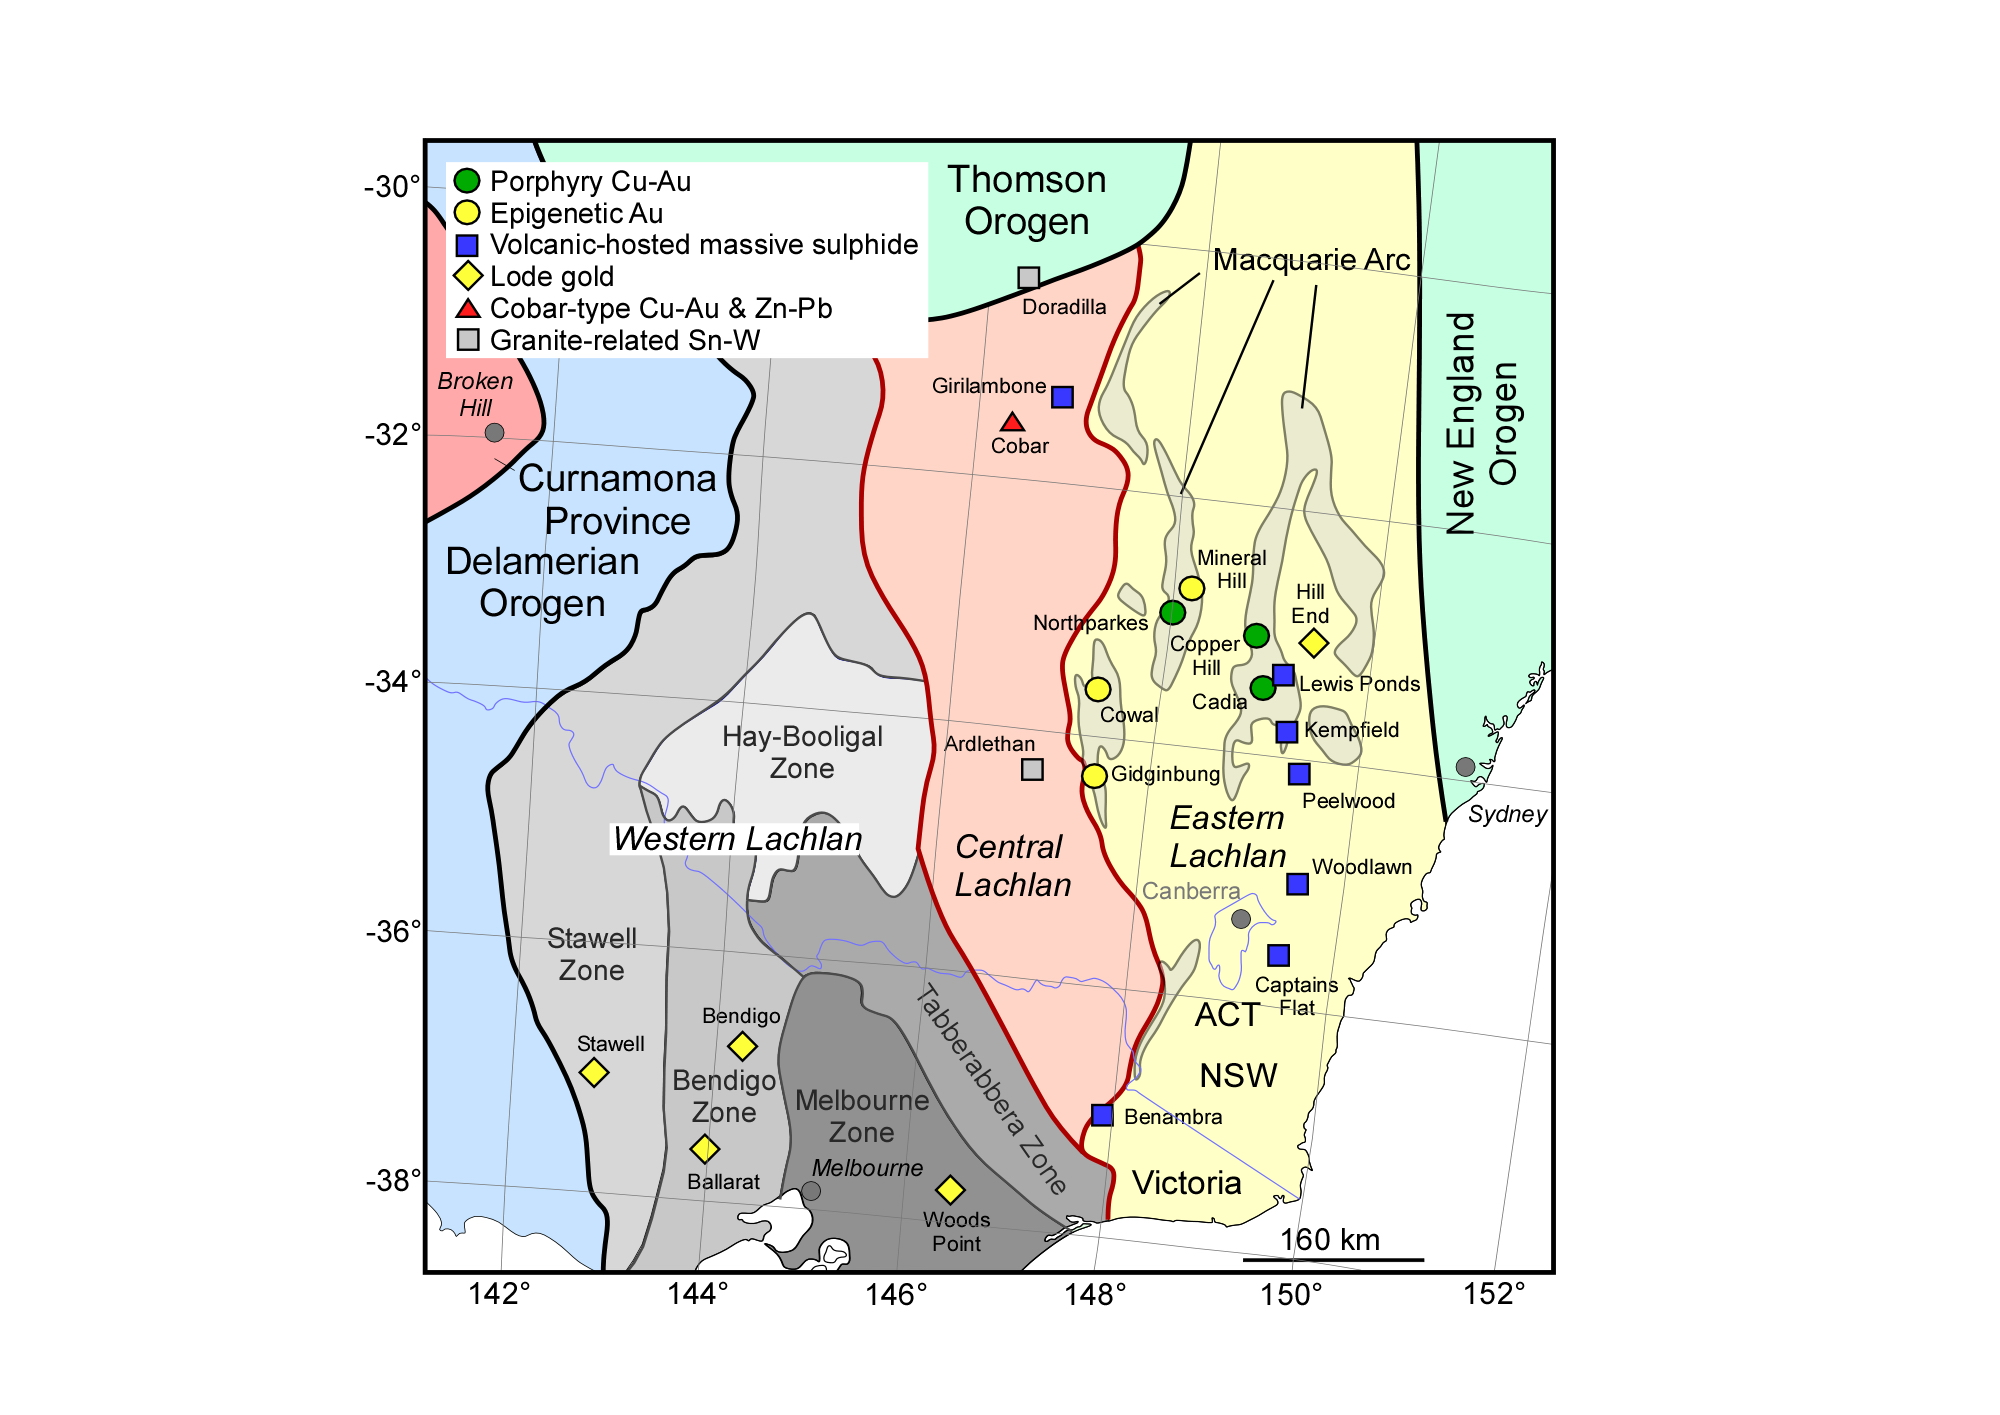 Porphyry Cu-Au
Epigenetic Au
Volcanic-hosted massive sulphide
Lode gold
Cobar-type Cu-Au & Zn-Pb
Granite-related Sn-W
Thomson
Orogen
Doradilla
Macquarie Arc
New England
Orogen
Broken
Hill
Curnamona
Province
Delamerian
Orogen
Girilambone
Cobar
Mineral
Hill
Northparkes
Copper
Hill
Hill
End
Cadia
Lewis Ponds
Cowal
Kempfield
Ardlethan
Gidginbung
Peelwood
Sydney
Hay-Booligal
Zone
Western Lachlan
Central
Lachlan
Eastern
Lachlan
Woodlawn
Canberra
Captains
Flat
ACT
NSW
Stawell
Zone
Stawell
Bendigo
Bendigo
Zone
Ballarat
Melbourne
Zone
Melbourne
Woods
Point
Tabberabbera Zone
Benambra
Victoria
160 km
-30°
-32°
-34°
-36°
-38°
142°
144°
146°
148°
150°
152°